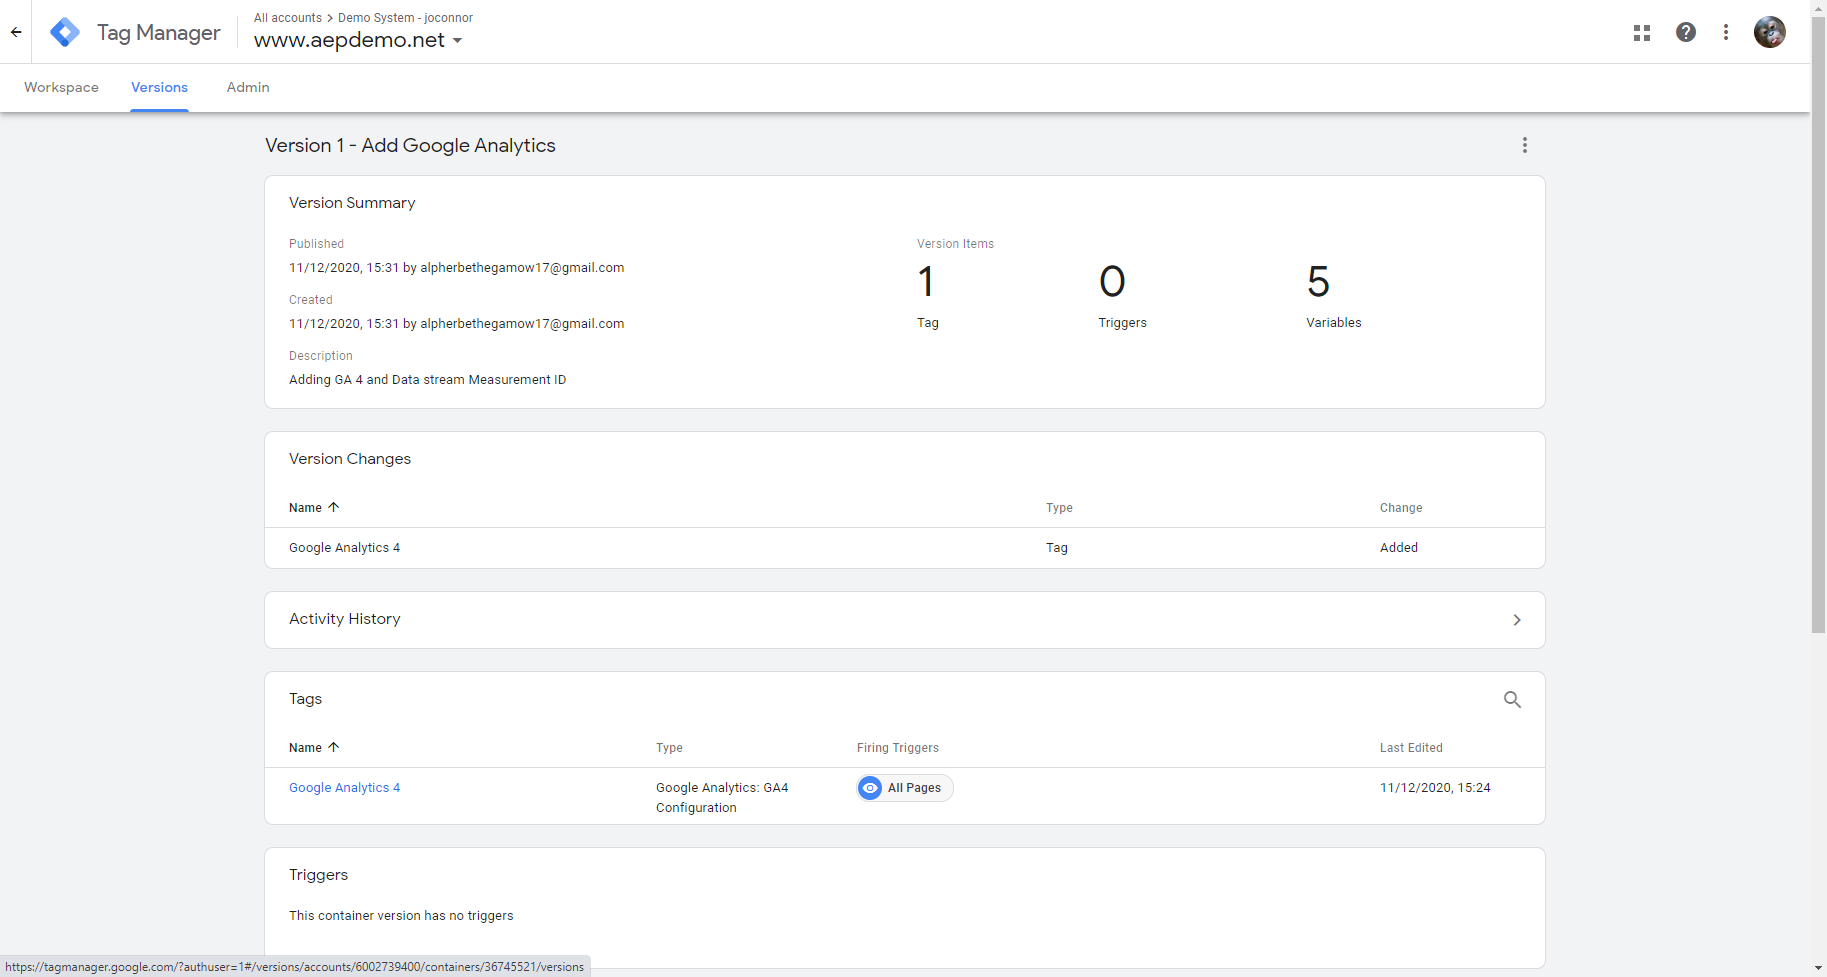 All accounts > Demo System - joconnor
Tag Manager
www.aepdemo.net
Workspace Versions Admin
Version 1 - Add Google Analytics
Version Summary
Published
11/12/2020, 15:31 by alpherbethegamow17@gmail.com
Created
11/12/2020, 15:31 by alpherbethegamow17@gmail.com
Description
Adding GA 4 and Data stream Measurement ID
Version Items
1 0 5
Tag Triggers Variables
Version Changes
Name Type Change
Google Analytics 4 Tag Added
Activity History
Tags
Name Type Firing Triggers Last Edited
Google Analytics 4 Google Analytics: GA4 All Pages 11/12/2020, 15:24
Configuration
Triggers
This container version has no triggers
https://tagmanager.google.com/?authuser=1#/versions/accounts/6002739400/containers/36745521/versions